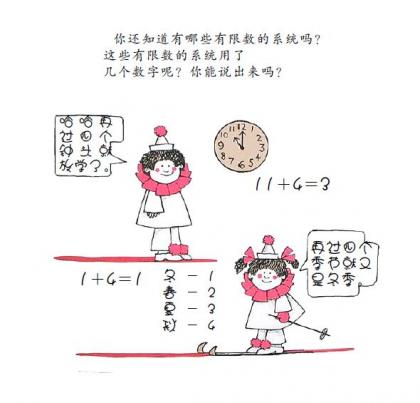 你还知道有哪些有限数的系统吗？
这些有限数的系统用了
几个数字呢？你能说出来吗？
哈哈再
过四个
钟头就
放学了。
11+4=3
1+4=1
冬 — 1
春 — 2
夏 — 3
秋 — 4
再过四个
季节就又
是冬季。